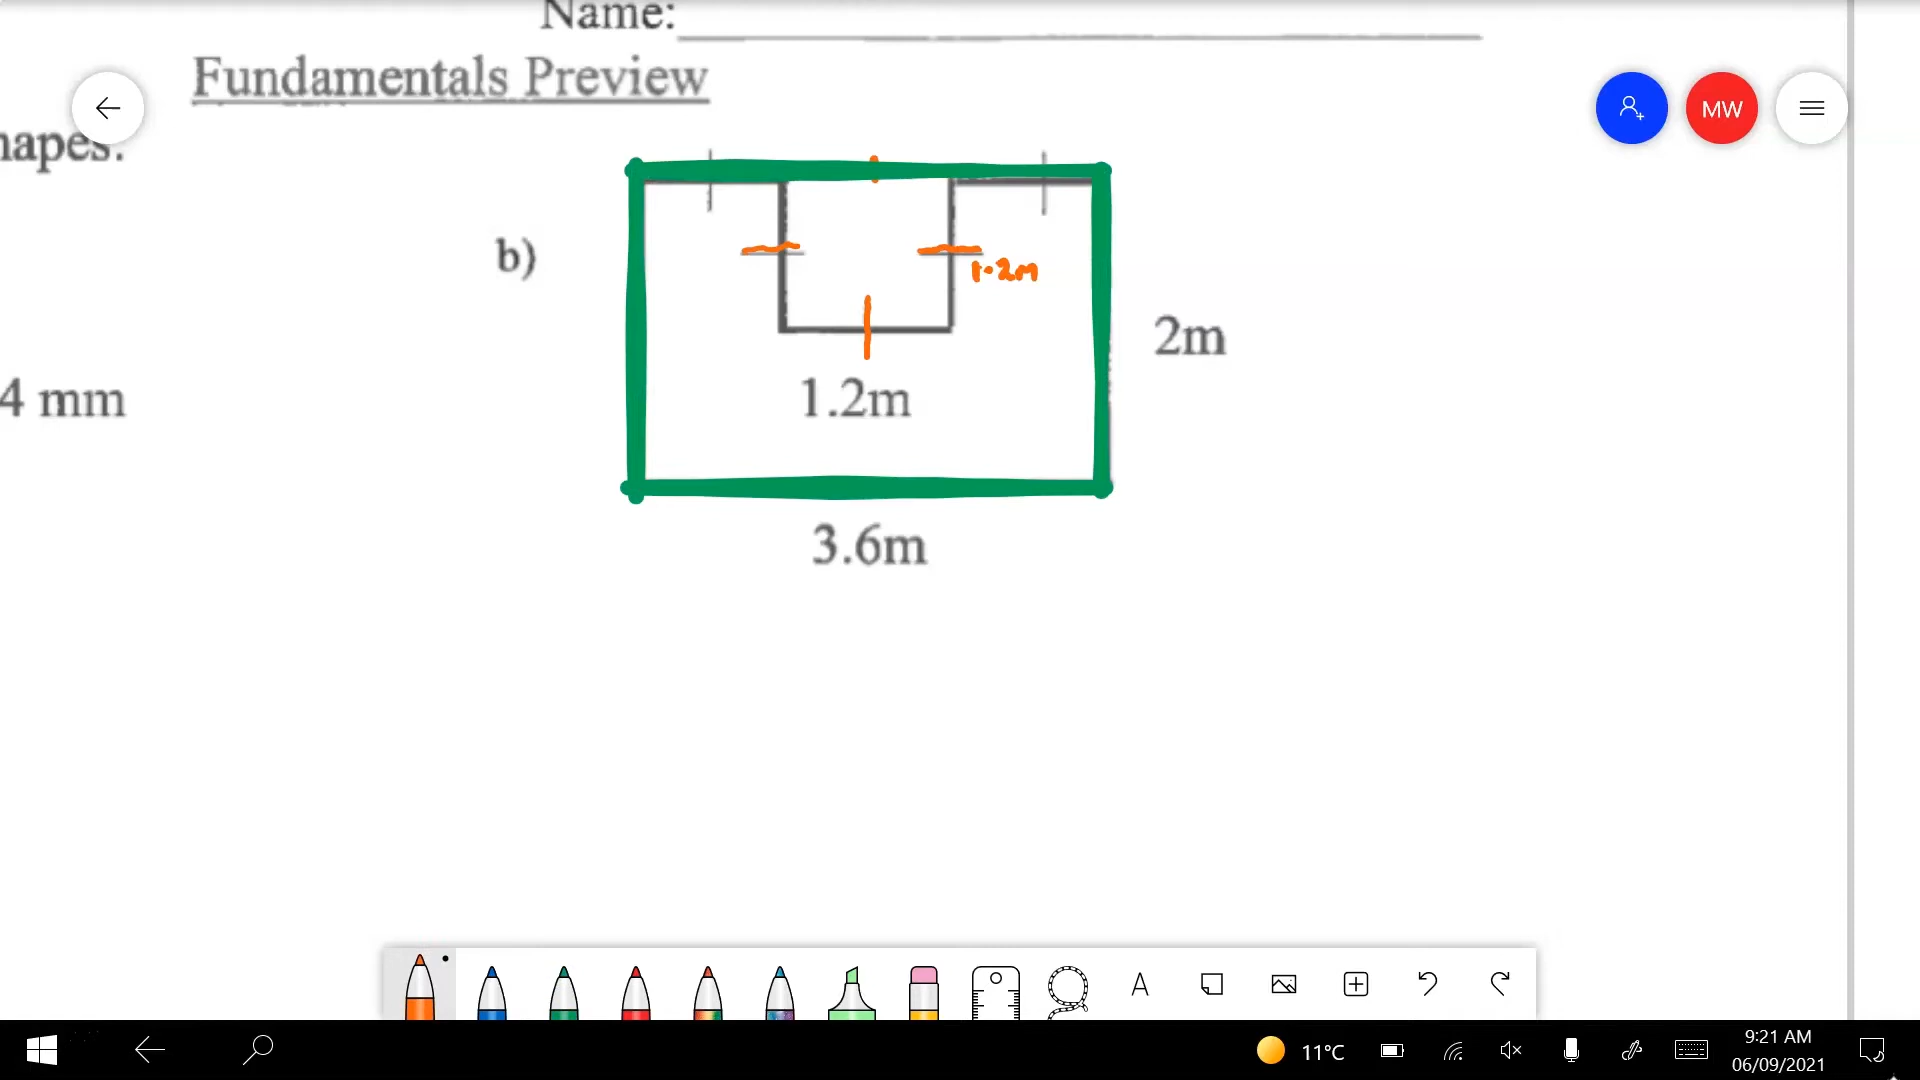 Name:
Fundamentals Preview
hapes:
MW
b)
1.2m
2m
4 mm
1.2m
3.6m
A
11°C
9:21 AM
06/09/2021